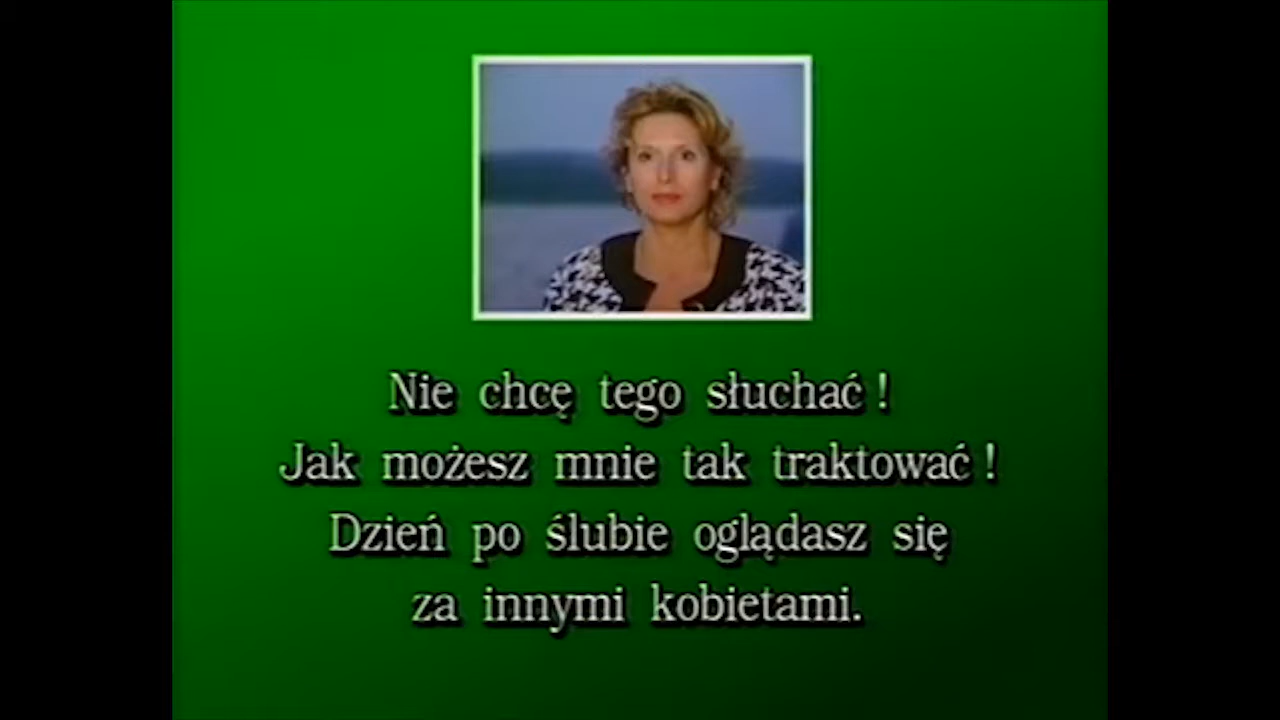 Nie chcę tego słuchać !
Jak możesz mnie tak traktować !
Dzień po ślubie oglądasz się
za innymi kobietami.